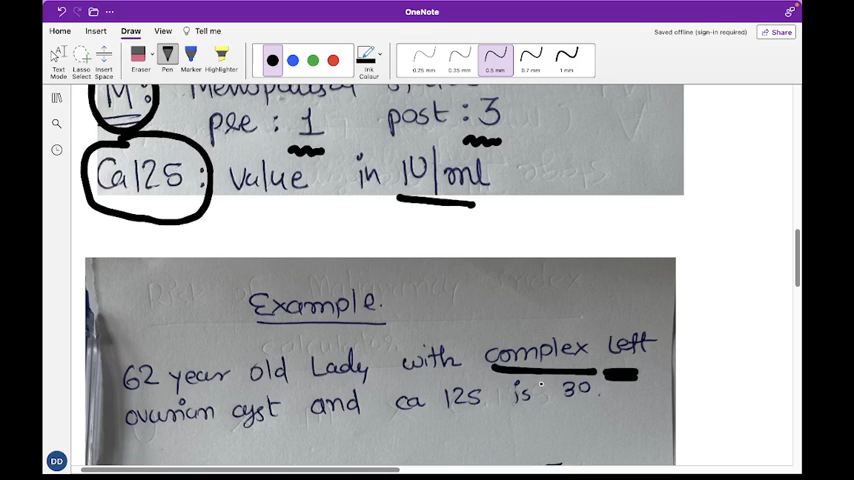 OneNote
Home Insert Draw View Tell me
Saved offline (sign-in required) Share
Text Mode
Lasso Select
Insert Space
Eraser Pen Marker Highlighter
Ink Colour
0.25 mm 0.35 mm 0.5 mm 0.7 mm 1 mm
M: Menopausal
pre : 1 post : 3
Ca125 : value in IU/ml
Example.
62 year old Lady with complex Left
ovarian cyst and ca 125 is 30.
DD